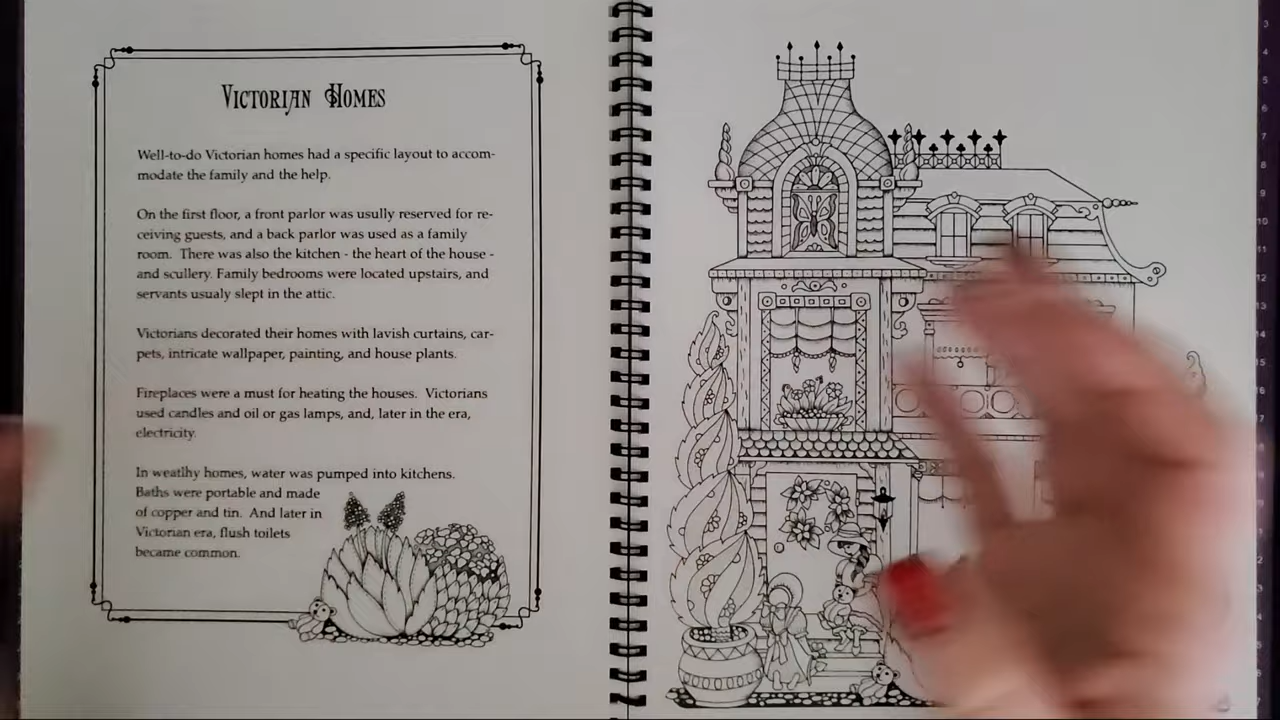 Victorian Homes
Well-to-do Victorian homes had a specific layout to accom-
modate the family and the help.
On the first floor, a front parlor was usully reserved for re-
ceiving guests, and a back parlor was used as a family
room. There was also the kitchen - the heart of the house -
and scullery. Family bedrooms were located upstairs, and
servants usualy slept in the attic.
Victorians decorated their homes with lavish curtains, car-
pets, intricate wallpaper, painting, and house plants.
Fireplaces were a must for heating the houses. Victorians
used candles and oil or gas lamps, and, later in the era,
electricity.
In weatlhy homes, water was pumped into kitchens.
Baths were portable and made
of copper and tin. And later in
Victorian era, flush toilets
became common.